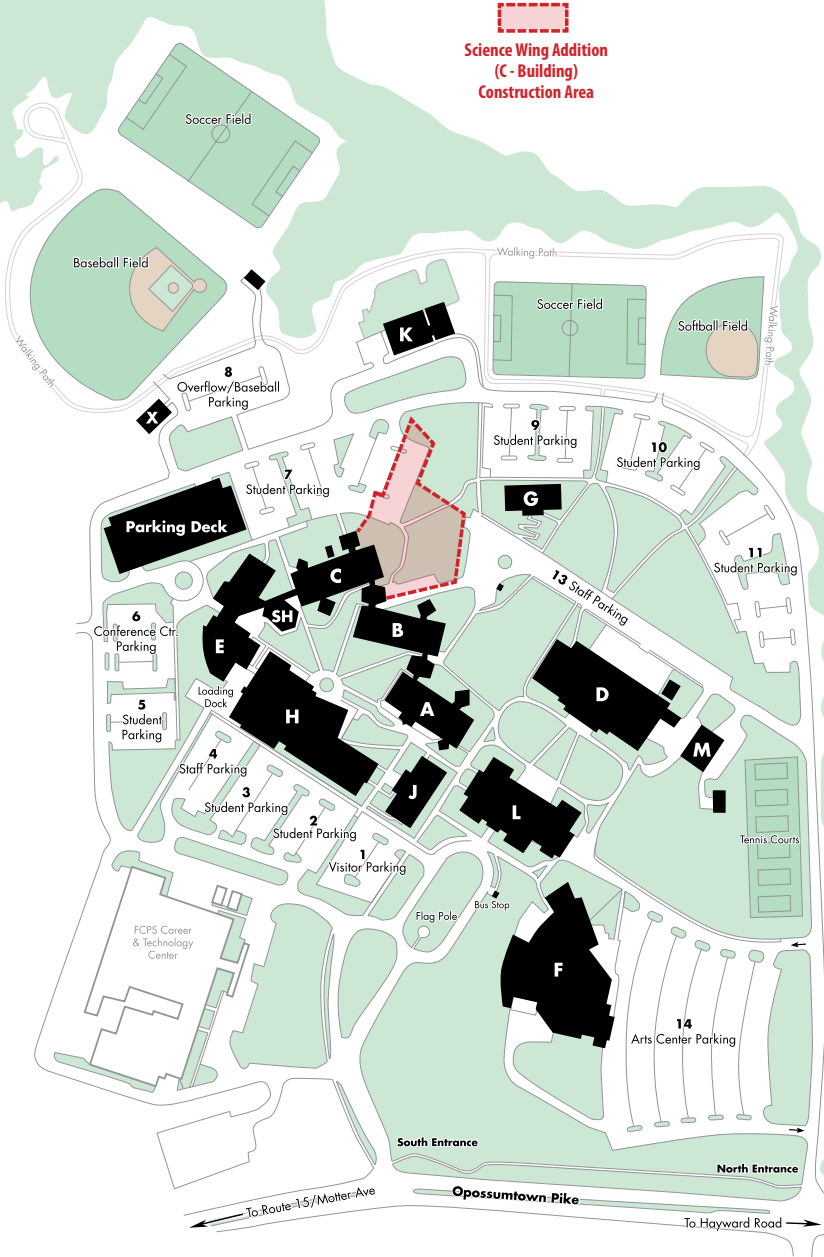 Science Wing Addition
(C - Building)
Construction Area
Soccer Field
Baseball Field
Walking Path
Walking Path
Soccer Field
Softball Field
Walking Path
K
8
Overflow/Baseball
Parking
X
9
Student Parking
10
Student Parking
7
Student Parking
G
Parking Deck
11
Student Parking
13 Staff Parking
C
6
Conference Ctr.
Parking
SH
B
E
Loading
Dock
D
5
Student
Parking
H
A
M
4
Staff Parking
3
Student Parking
J
L
2
Student Parking
Tennis Courts
1
Visitor Parking
Bus Stop
Flag Pole
FCPS Career
& Technology
Center
F
14
Arts Center Parking
South Entrance
North Entrance
To Route 15/Motter Ave
Opossumtown Pike
To Hayward Road